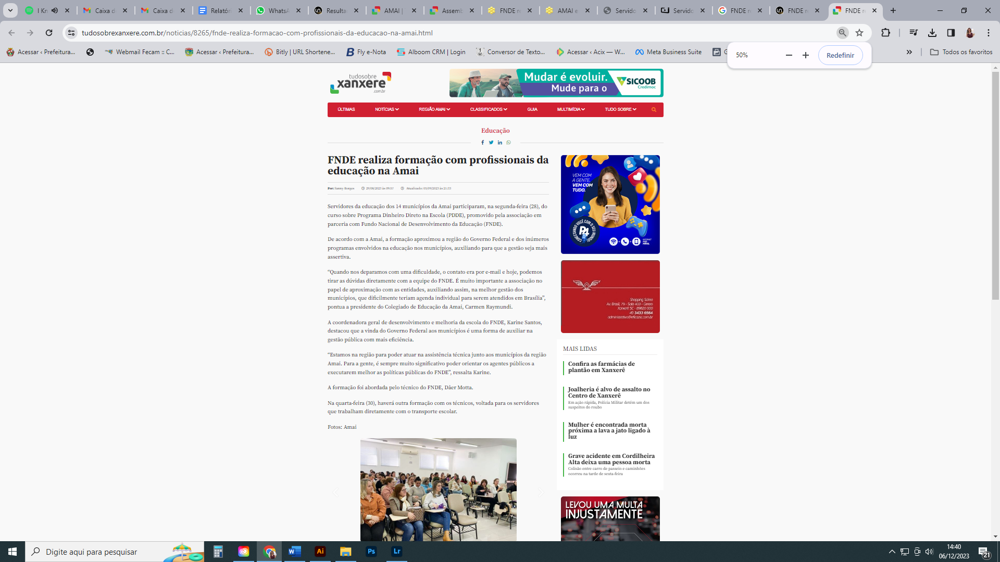 I Kn
Caixa d
Caixa d
Relatóri
WhatsA
Resulta
AMAI |
Assemb
FNDE re
AMAI e
Servido
Servido
FNDE re
FNDE re
FNDE re
tudosobrexanxere.com.br/noticias/8265/fnde-realiza-formacao-com-profissionais-da-educacao-na-amai.html
Acessar ‹ Prefeitura...
Webmail Fecam :: C...
Acessar ‹ Prefeitura...
Bitly | URL Shortene...
Fly e-Nota
Alboom CRM | Login
Conversor de Texto...
Acessar ‹ Acix — W...
Meta Business Suite
Todos os favoritos
50%
Redefinir
tudosobre
xanxere
.com.br
Mudar é evoluir.
Mude para o
SICOOB
Credimoc
ÚLTIMAS
NOTÍCIAS
REGIÃO AMAI
CLASSIFICADOS
GUIA
MULTIMÍDIA
TUDO SOBRE
Educação
FNDE realiza formação com profissionais da
educação na Amai
Por: Sanny Borges
29/08/2023 às 09:57
Atualizado: 05/09/2023 às 21:33
Servidores da educação dos 14 municípios da Amai participaram, na segunda-feira (28), do
curso sobre Programa Dinheiro Direto na Escola (PDDE), promovido pela associação em
parceria com Fundo Nacional de Desenvolvimento da Educação (FNDE).
De acordo com a Amai, a formação aproximou a região do Governo Federal e dos inúmeros
programas envolvidos na educação nos municípios, auxiliando para que a gestão seja mais
assertiva.
“Quando nos deparamos com uma dificuldade, o contato era por e-mail e hoje, podemos
tirar as dúvidas diretamente com a equipe do FNDE. É muito importante a associação no
papel de aproximação com as entidades, auxiliando assim, na melhor gestão dos
municípios, que dificilmente teriam agenda individual para serem atendidos em Brasília”,
pontua a presidente do Colegiado de Educação da Amai, Carmen Raymundi.
A coordenadora geral de desenvolvimento e melhoria da escola do FNDE, Karine Santos,
destacou que a vinda do Governo Federal aos municípios é uma forma de auxiliar na
gestão pública com mais eficiência.
“Estamos na região para poder atuar na assistência técnica junto aos municípios da região
Amai. Para a gente, é sempre muito significativo poder orientar os agentes públicos a
executarem melhor as políticas públicas do FNDE”, ressalta Karine.
A formação foi abordada pelo técnico do FNDE, Dâer Motta.
Na quarta-feira (30), haverá outra formação com os técnicos, voltada para os servidores
que trabalham diretamente com o transporte escolar.
Fotos: Amai
VEM COM
A GENTE,
VEM COM
TUDO.
CONECTANDO VOCÊ COM O SEU MUNDO!
P4
INTERNET
FIXO
MÓVEL
Shopping Salma
Av. Brasil, 79 - Sala 403 - Centro
Xanxerê SC - 89820 000
49 3433 6564
administrativo@eficazsc.com.br
MAIS LIDAS
Confira as farmácias de
plantão em Xanxerê
Joalheria é alvo de assalto no
Centro de Xanxerê
Em ação rápida, Polícia Militar detém um dos
suspeitos do roubo
Mulher é encontrada morta
próxima a lava a jato ligado à
luz
Grave acidente em Cordilheira
Alta deixa uma pessoa morta
Colisão entre carro de passeio e caminhões
ocorreu na tarde de sexta-feira
LEVOU UMA MULTA
INJUSTAMENTE
Digite aqui para pesquisar
Ai
Ps
Lr
14:40
06/12/2023
21